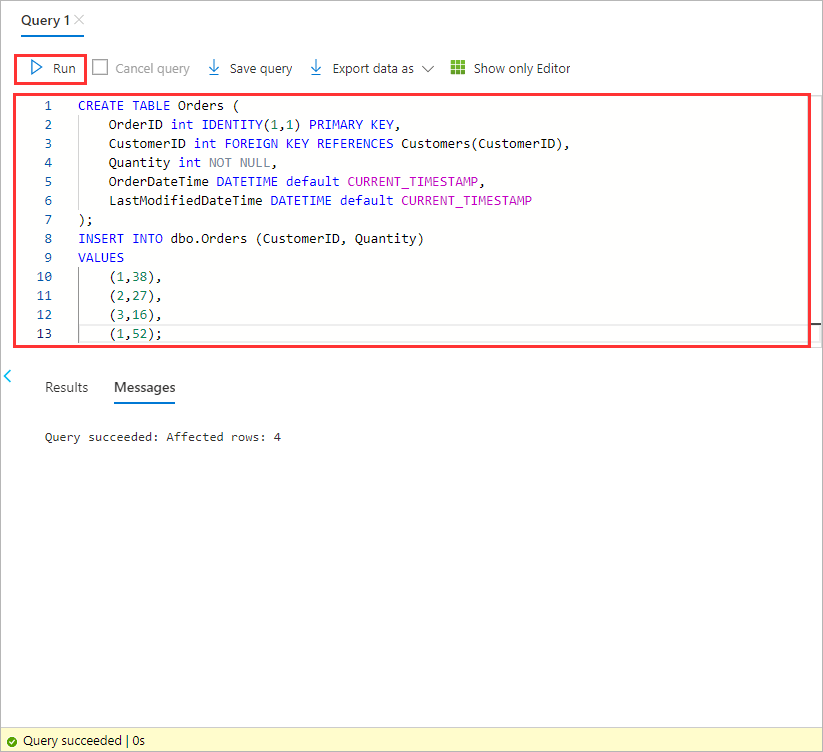 Query 1
Run Cancel query Save query Export data as Show only Editor
1 CREATE TABLE Orders (
2 OrderID int IDENTITY(1,1) PRIMARY KEY,
3 CustomerID int FOREIGN KEY REFERENCES Customers(CustomerID),
4 Quantity int NOT NULL,
5 OrderDateTime DATETIME default CURRENT_TIMESTAMP,
6 LastModifiedDateTime DATETIME default CURRENT_TIMESTAMP
7 );
8 INSERT INTO dbo.Orders (CustomerID, Quantity)
9 VALUES
10 (1,38),
11 (2,27),
12 (3,16),
13 (1,52);
Results Messages
Query succeeded: Affected rows: 4
Query succeeded | 0s